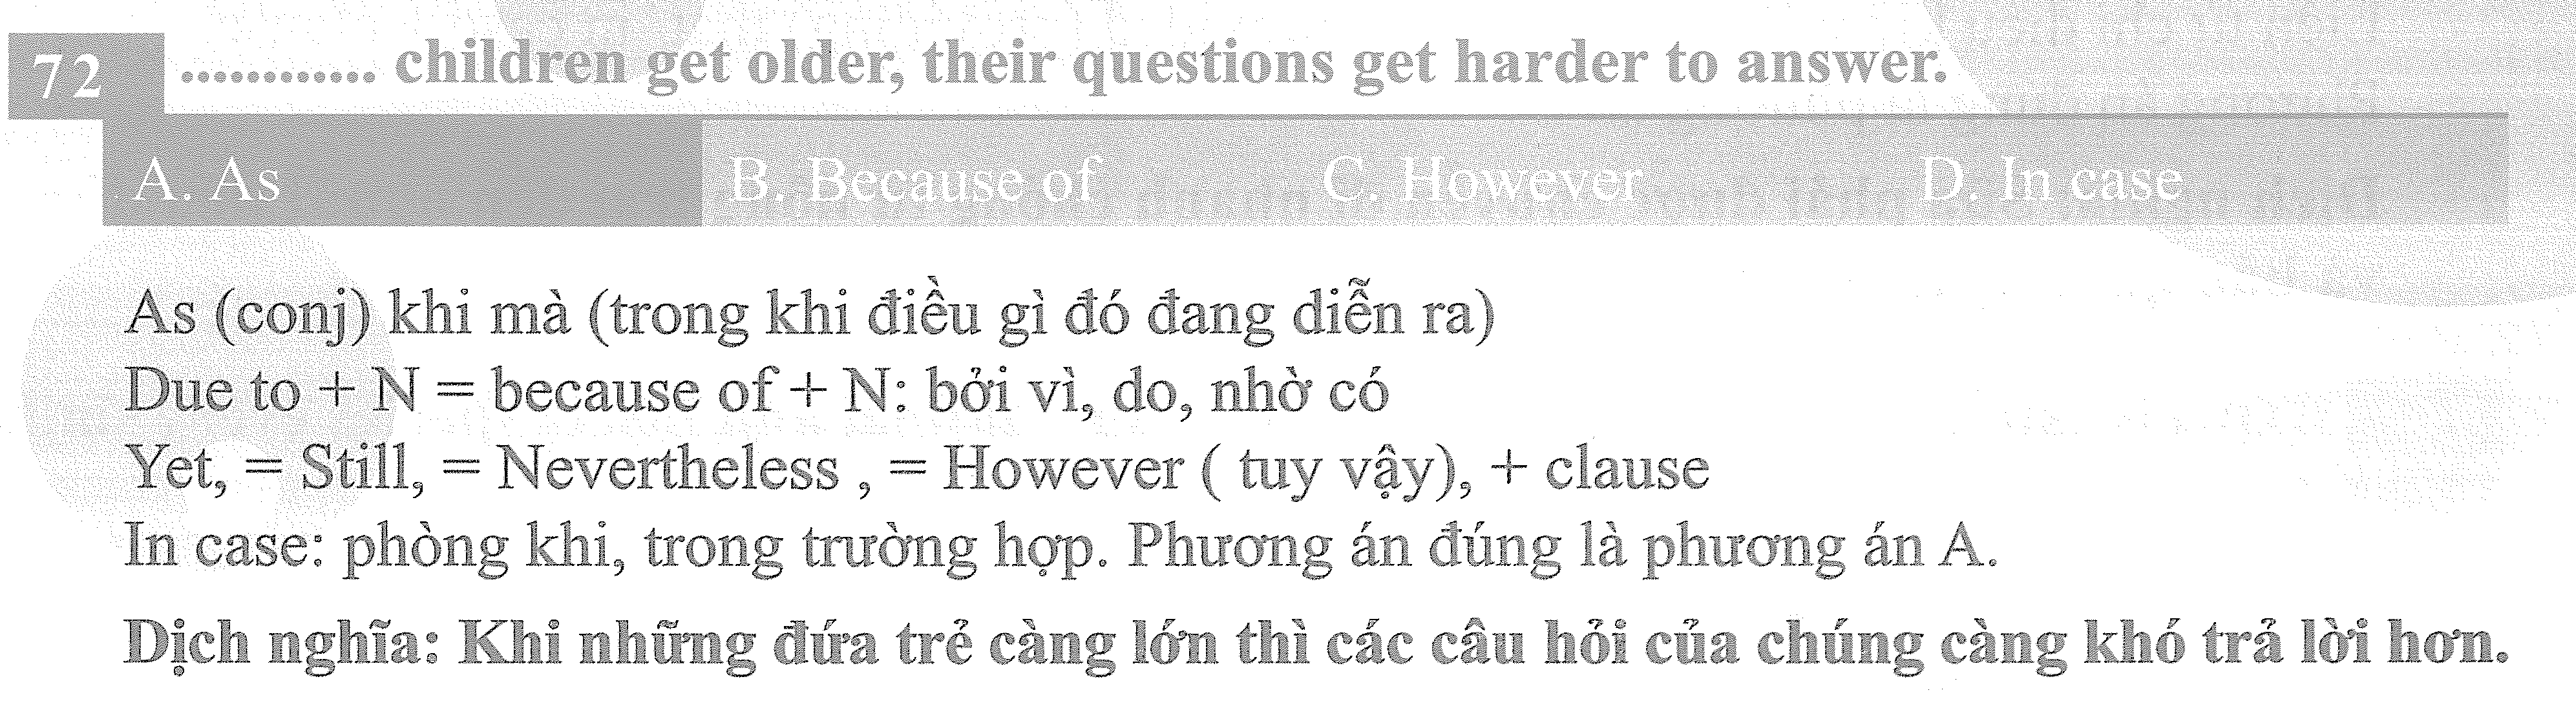 72 ............ children get older, their questions get harder to answer.
A. As B. Because of C. However D. In case
As (conj) khi mà (trong khi điều gì đó đang diễn ra)
Due to + N = because of + N: bởi vì, do, nhờ có
Yet, = Still, = Nevertheless , = However ( tuy vậy), + clause
In case: phòng khi, trong trường hợp. Phương án đúng là phương án A.
Dịch nghĩa: Khi những đứa trẻ càng lớn thì các câu hỏi của chúng càng khó trả lời hơn.